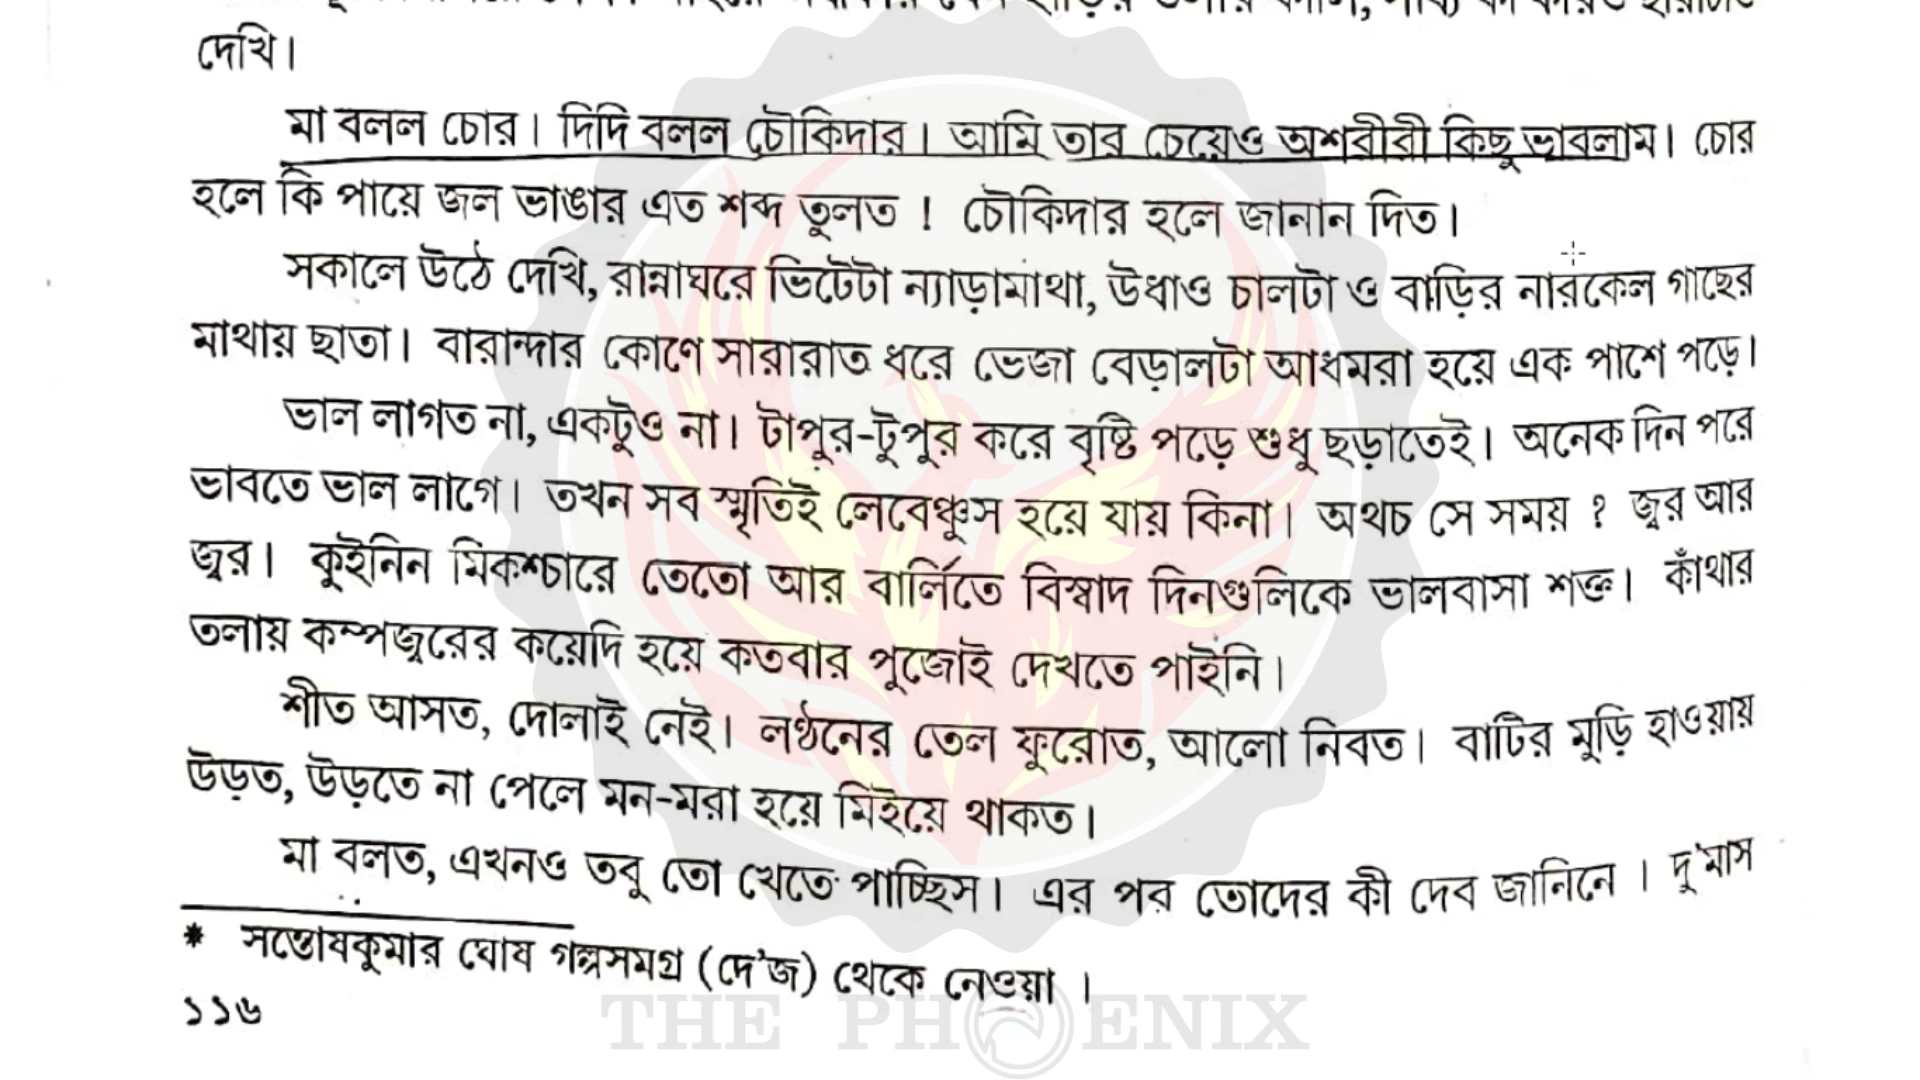 দেখি।
মা বলল চোর। দিদি বলল চৌকিদার। আমি তার চেয়েও অশরীরী কিছু ভাবলাম। চোর
হলে কি পায়ে জল ভাঙার এত শব্দ তুলত ! চৌকিদার হলে জানান দিত।
সকালে উঠে দেখি, রান্নাঘরে ভিটেটা ন্যাড়ামাথা, উধাও চালটা ও বাড়ির নারকেল গাছের
মাথায় ছাতা। বারান্দার কোণে সারারাত ধরে ভেজা বেড়ালটা আধমরা হয়ে এক পাশে পড়ে।
ভাল লাগত না, একটুও না। টাপুর-টুপুর করে বৃষ্টি পড়ে শুধু ছড়াতেই। অনেক দিন পরে
ভাবতে ভাল লাগে। তখন সব স্মৃতিই লেবেঞ্চুস হয়ে যায় কিনা। অথচ সে সময় ? জ্বর আর
জ্বর। কুইনিন মিকশ্চারে তেতো আর বার্লিতে বিস্বাদ দিনগুলিকে ভালবাসা শক্ত। কাঁথার
তলায় কম্পজ্বরের কয়েদি হয়ে কতবার পুজোই দেখতে পাইনি।
শীত আসত, দোলাই নেই। লণ্ঠনের তেল ফুরোত, আলো নিবত। বাটির মুড়ি হাওয়ায়
উড়ত, উড়তে না পেলে মন-মরা হয়ে মিইয়ে থাকত।
মা বলত, এখনও তবু তো খেতে পাচ্ছিস। এর পর তোদের কী দেব জানিনে । দু'মাস
* সন্তোষকুমার ঘোষ গল্পসমগ্র (দে'জ) থেকে নেওয়া ।
১১৬
THE PHOENIX